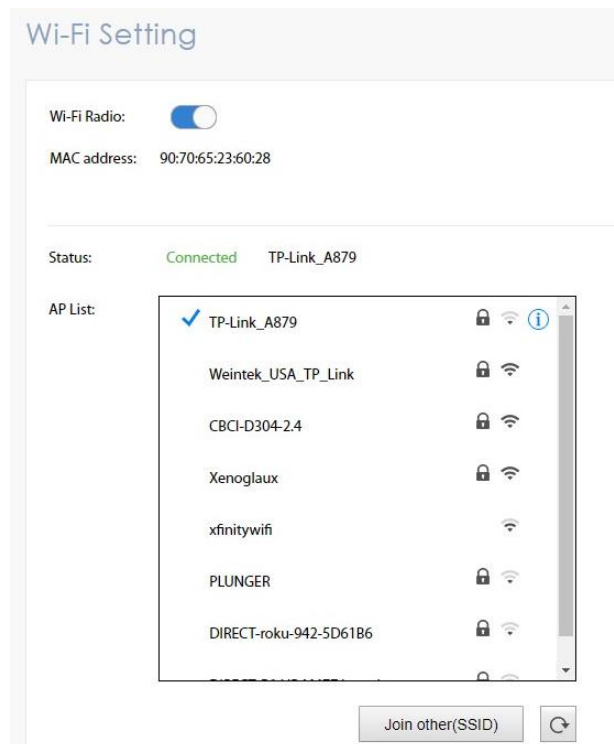 Wi-Fi Setting
Wi-Fi Radio:
MAC address: 90:70:65:23:60:28
Status: Connected TP-Link_A879
AP List:
TP-Link_A879
Weintek_USA_TP_Link
CBCI-D304-2.4
Xenoglaux
xfinitywifi
PLUNGER
DIRECT-roku-942-5D61B6
Join other(SSID)